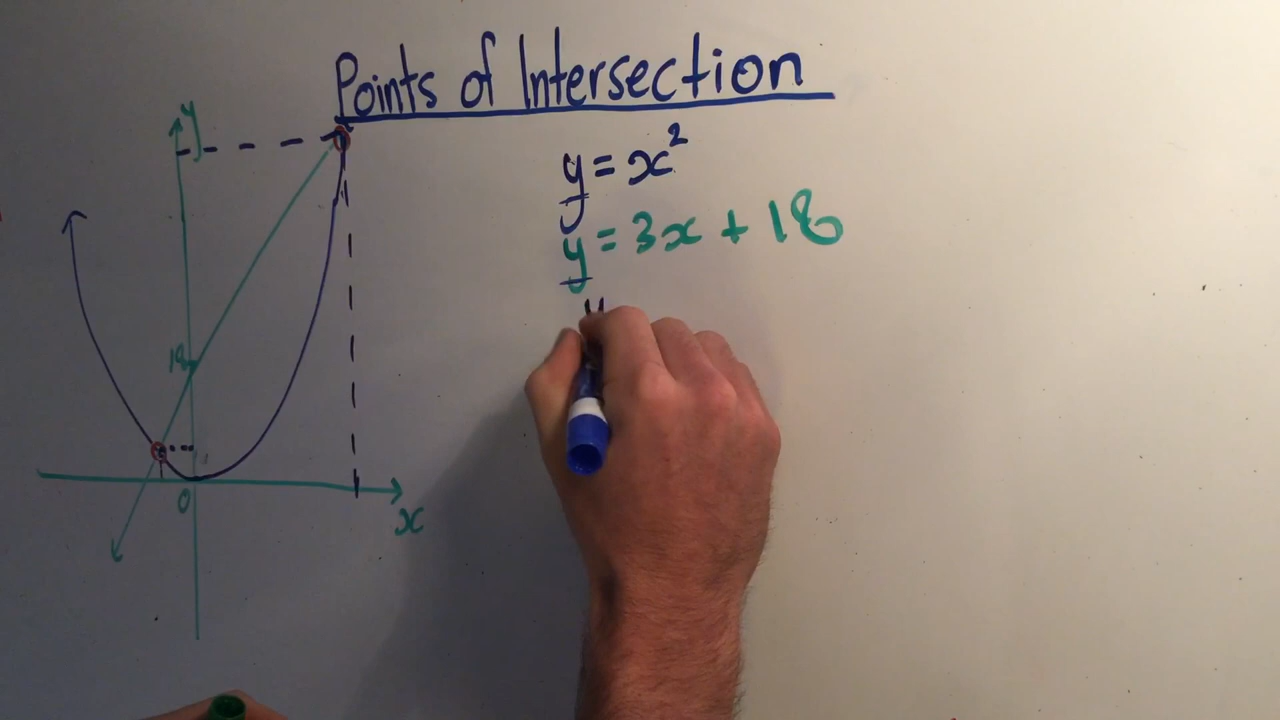 Points of Intersection
y = x²
y = 3x + 18
y
18
0
x